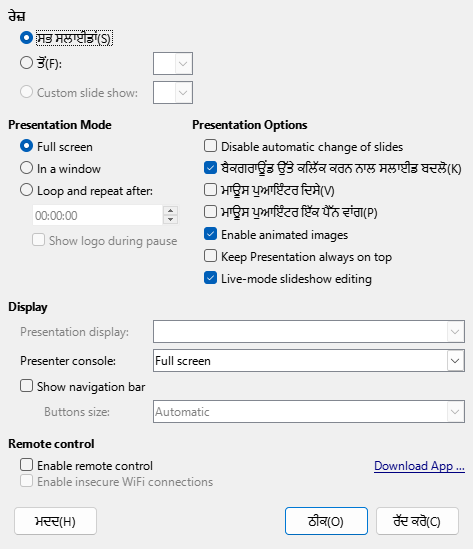 ਰੇਂਜ਼
ਸਭ ਸਲਾਈਡਾਂ(S)
ਤੋਂ(F):
Custom slide show:
Presentation Mode
Full screen
In a window
Loop and repeat after:
00:00:00
Show logo during pause
Presentation Options
Disable automatic change of slides
ਬੈਕਗਰਾਊਂਡ ਉੱਤੇ ਕਲਿੱਕ ਕਰਨ ਨਾਲ ਸਲਾਈਡ ਬਦਲੋ(K)
ਮਾਊਸ ਪੁਆਇੰਟਰ ਦਿਸੇ(V)
ਮਾਊਸ ਪੁਆਇੰਟਰ ਇੱਕ ਪੈੱਨ ਵਾਂਗ(P)
Enable animated images
Keep Presentation always on top
Live-mode slideshow editing
Display
Presentation display:
Presenter console: Full screen
Show navigation bar
Buttons size: Automatic
Remote control
Enable remote control Download App ...
Enable insecure WiFi connections
ਮਦਦ(H) ਠੀਕ(O) ਰੱਦ ਕਰੋ(C)